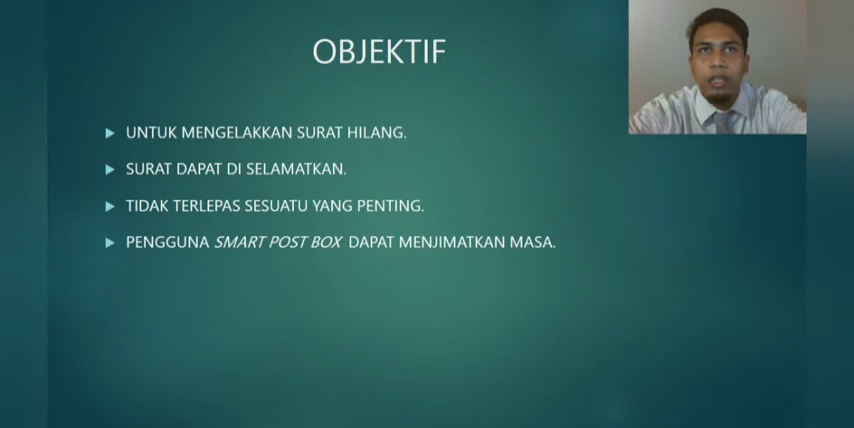 OBJEKTIF
UNTUK MENGELAKKAN SURAT HILANG.
SURAT DAPAT DI SELAMATKAN.
TIDAK TERLEPAS SESUATU YANG PENTING.
PENGGUNA SMART POST BOX DAPAT MENJIMATKAN MASA.